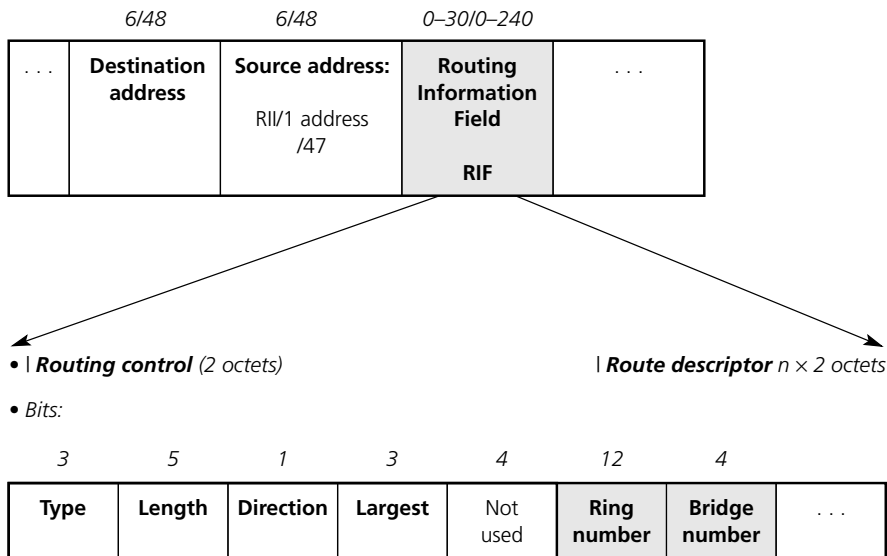 6/48 6/48 0–30/0–240
. . . Destination address Source address: RII/1 address /47 Routing Information Field RIF . . .
• | Routing control (2 octets) | Route descriptor n × 2 octets
• Bits:
3 5 1 3 4 12 4
Type Length Direction Largest Not used Ring number Bridge number . . .